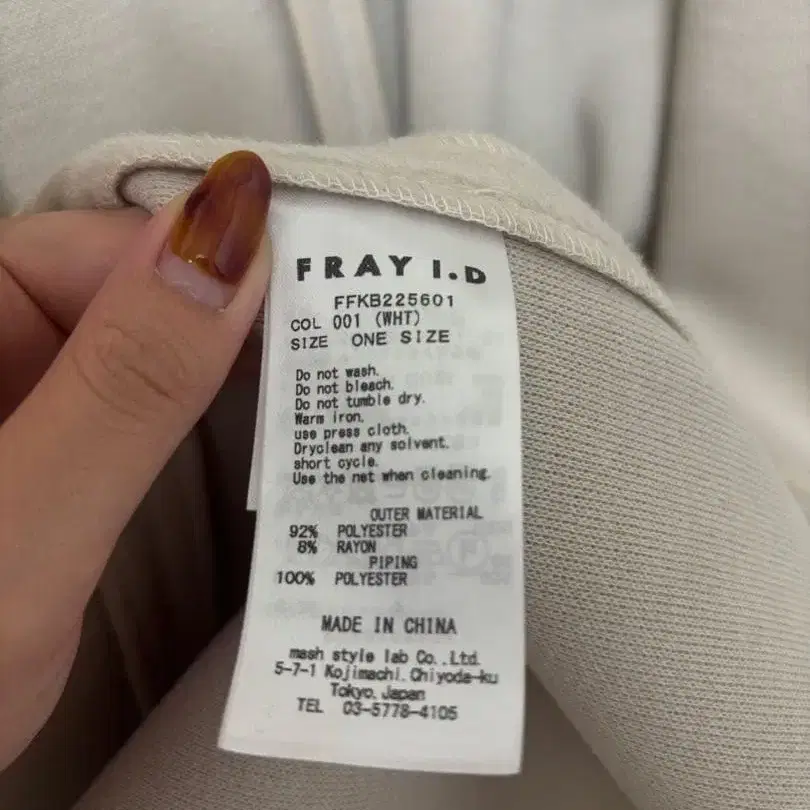 FRAY I.D
FFKB225601
COL 001 (WHT)
SIZE ONE SIZE
Do not wash.
Do not bleach.
Do not tumble dry.
Warm iron.
use press cloth.
Dryclean any solvent.
short cycle.
Use the net when cleaning.
OUTER MATERIAL
92% POLYESTER
8% RAYON
PIPING
100% POLYESTER
MADE IN CHINA
mash style lab Co.,Ltd.
5-7-1 Kojimachi, Chiyoda-ku
Tokyo, Japan
TEL 03-5778-4105